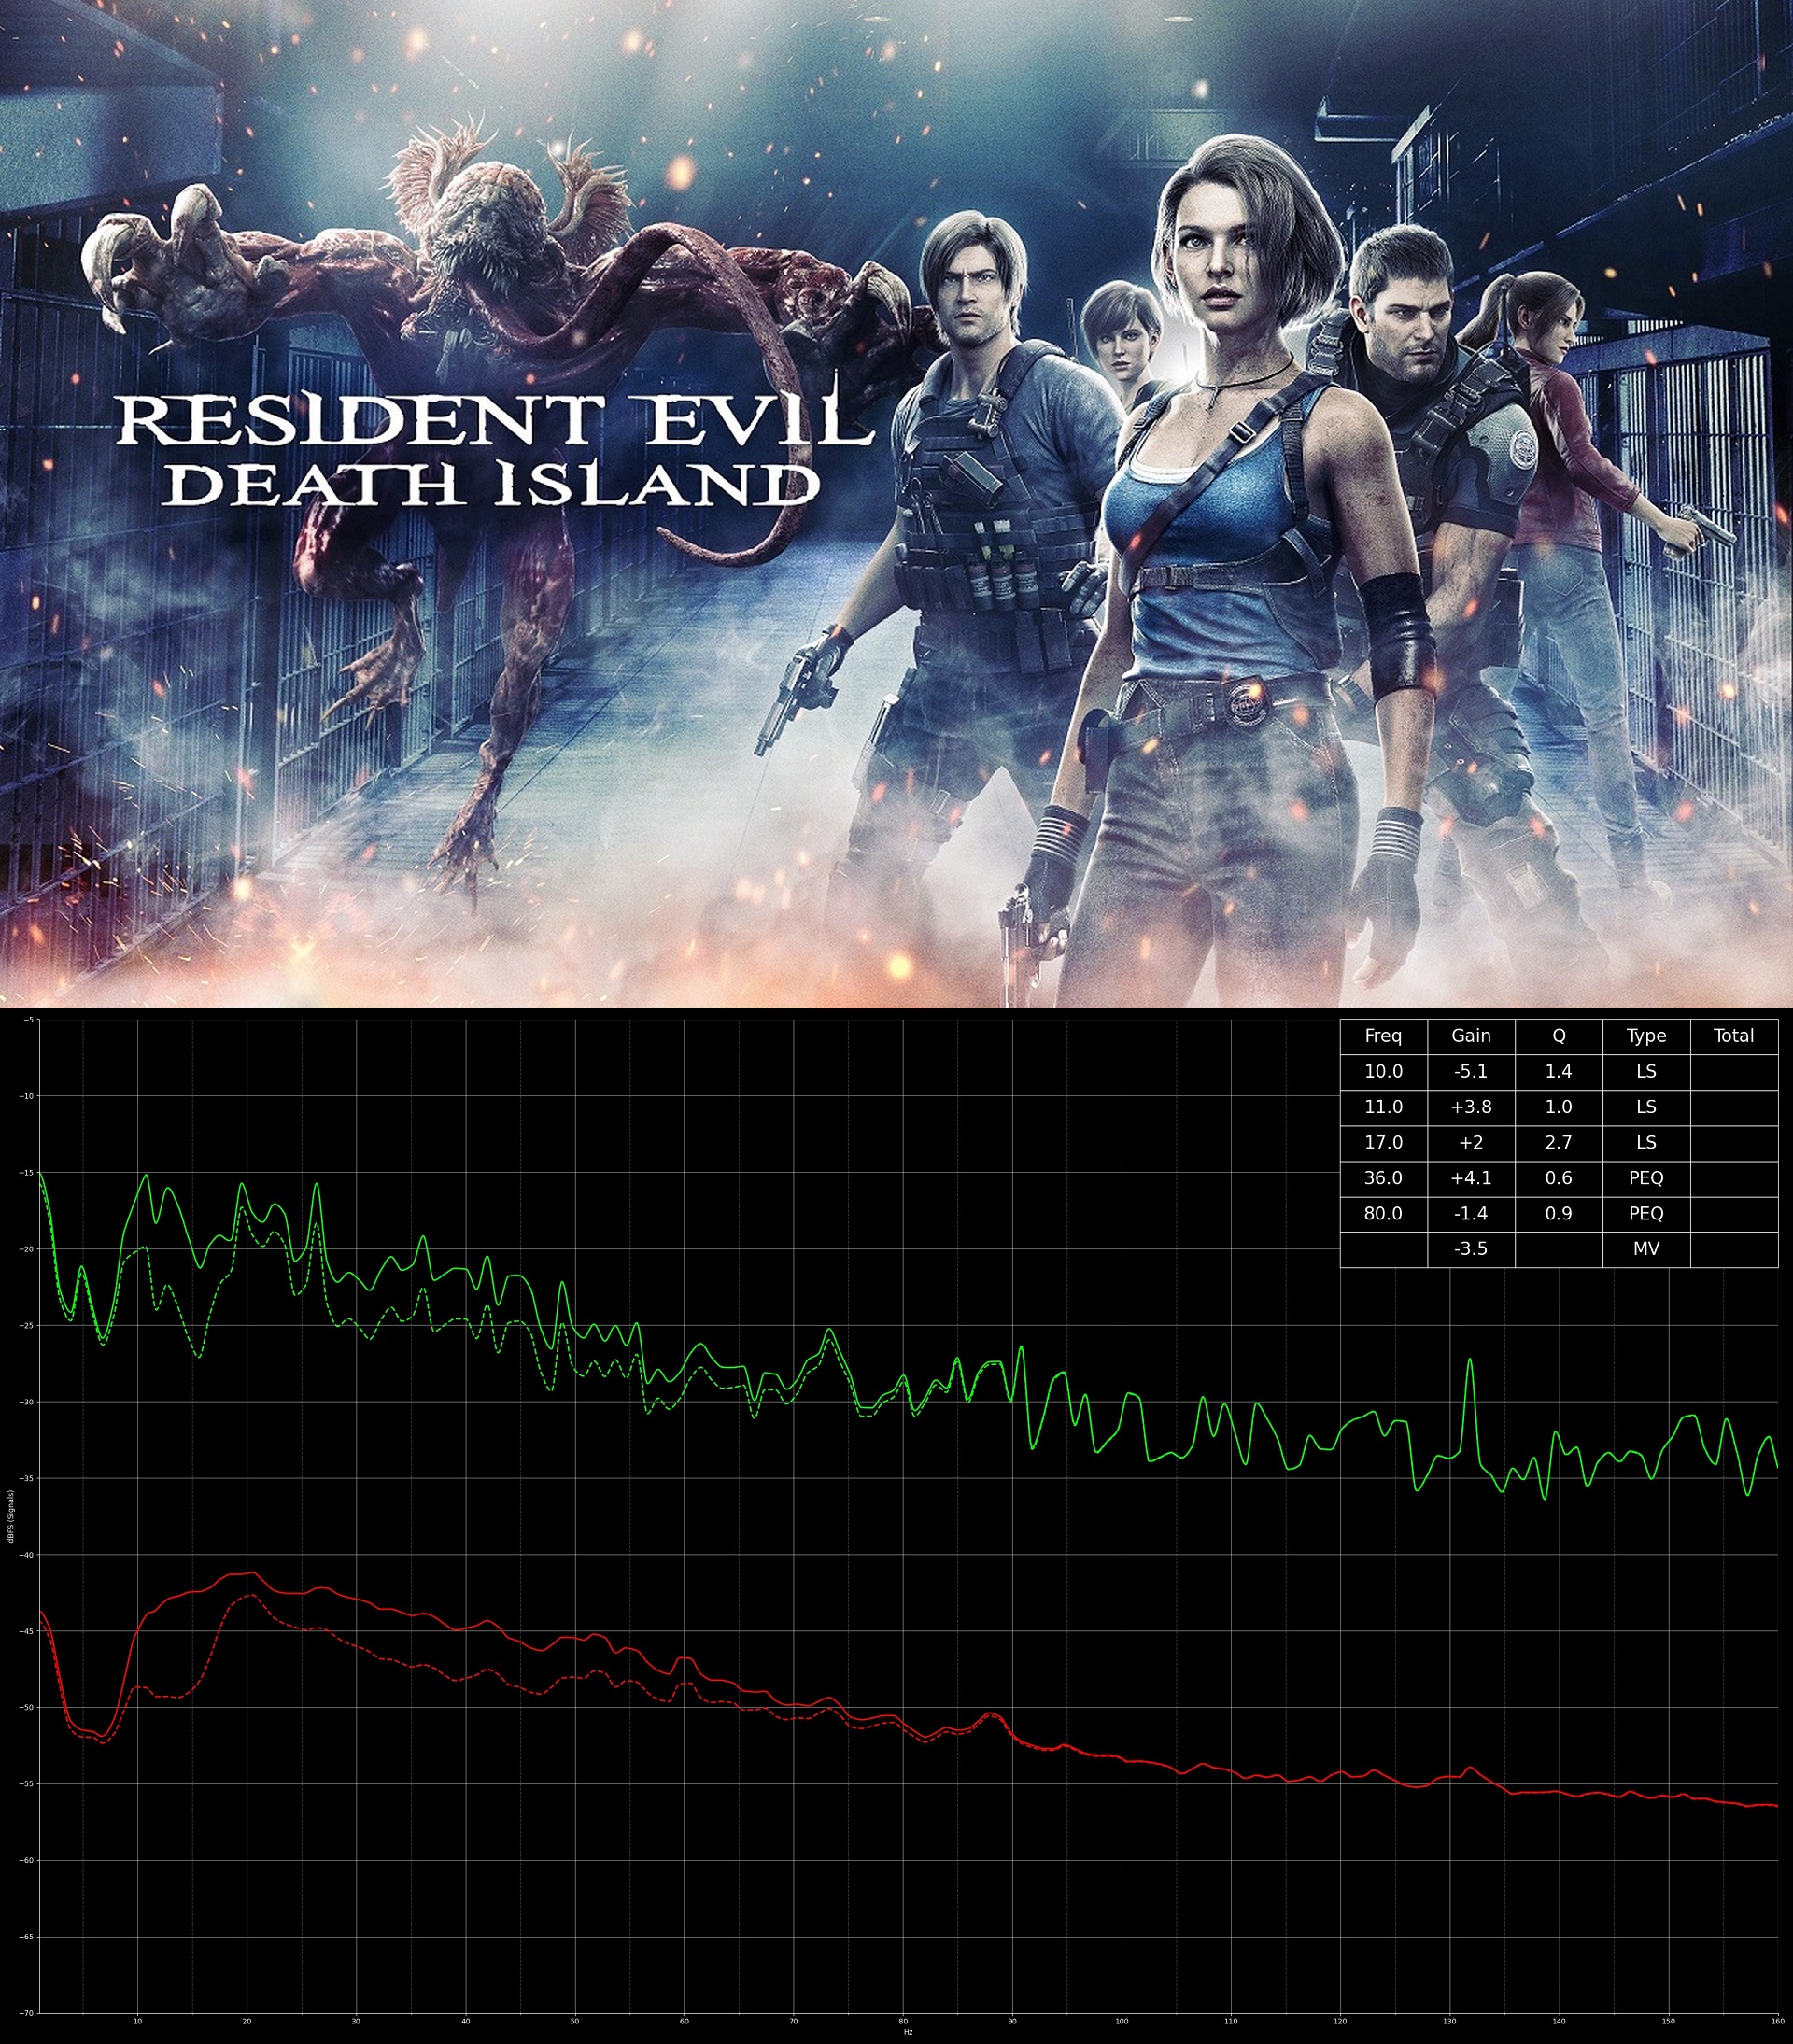 RESIDENT EVIL
DEATH ISLAND
Freq Gain Q Type Total
10.0 -5.1 1.4 LS
11.0 +3.8 1.0 LS
17.0 +2 2.7 LS
36.0 +4.1 0.6 PEQ
80.0 -1.4 0.9 PEQ
-3.5 MV
−5
−10
−15
−20
−25
−30
−35
−40
−45
−50
−55
−60
−65
−70
dBFS (Signals)
10 20 30 40 50 60 70 80 90 100 110 120 130 140 150 160
Hz